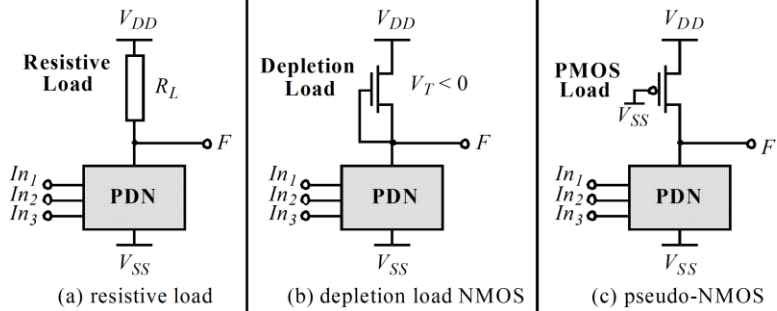 V_DD
Resistive
Load
R_L
F
In_1
In_2
In_3
PDN
V_SS
(a) resistive load
V_DD
Depletion
Load
V_T < 0
F
In_1
In_2
In_3
PDN
V_SS
(b) depletion load NMOS
V_DD
PMOS
Load
V_SS
F
In_1
In_2
In_3
PDN
V_SS
(c) pseudo-NMOS